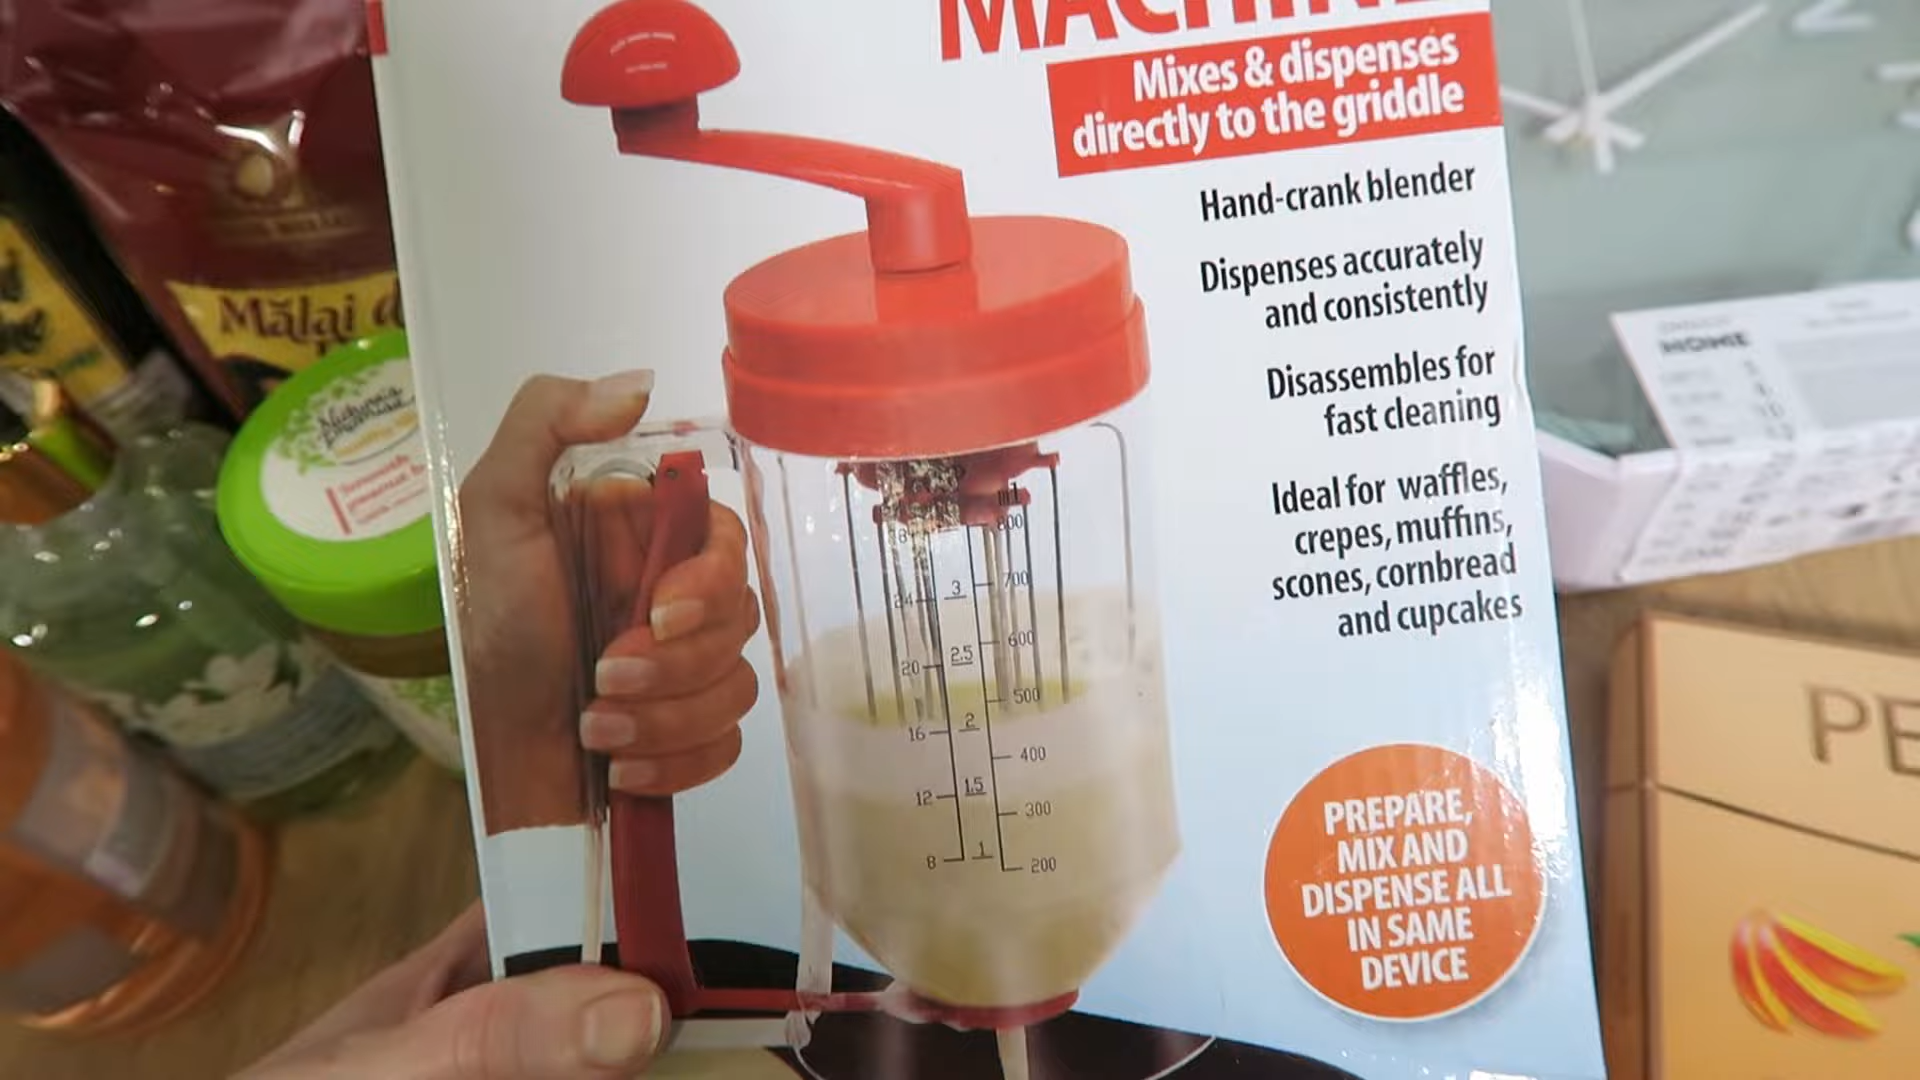 MACHINE
Mixes & dispenses
directly to the griddle
Hand-crank blender
Dispenses accurately
and consistently
Disassembles for
fast cleaning
Ideal for waffles,
crepes, muffins,
scones, cornbread
and cupcakes
PREPARE,
MIX AND
DISPENSE ALL
IN SAME
DEVICE
ml
800
3
700
24
600
2.5
20
500
2
16
400
1.5
12
300
1
8
200
Mălai d
HOME
PE